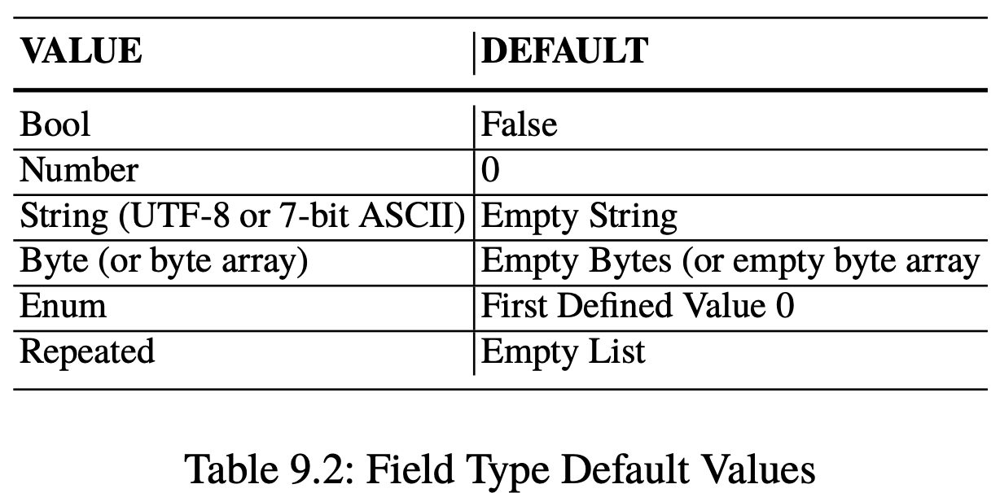 VALUE DEFAULT
Bool False
Number 0
String (UTF-8 or 7-bit ASCII) Empty String
Byte (or byte array) Empty Bytes (or empty byte array
Enum First Defined Value 0
Repeated Empty List
Table 9.2: Field Type Default Values